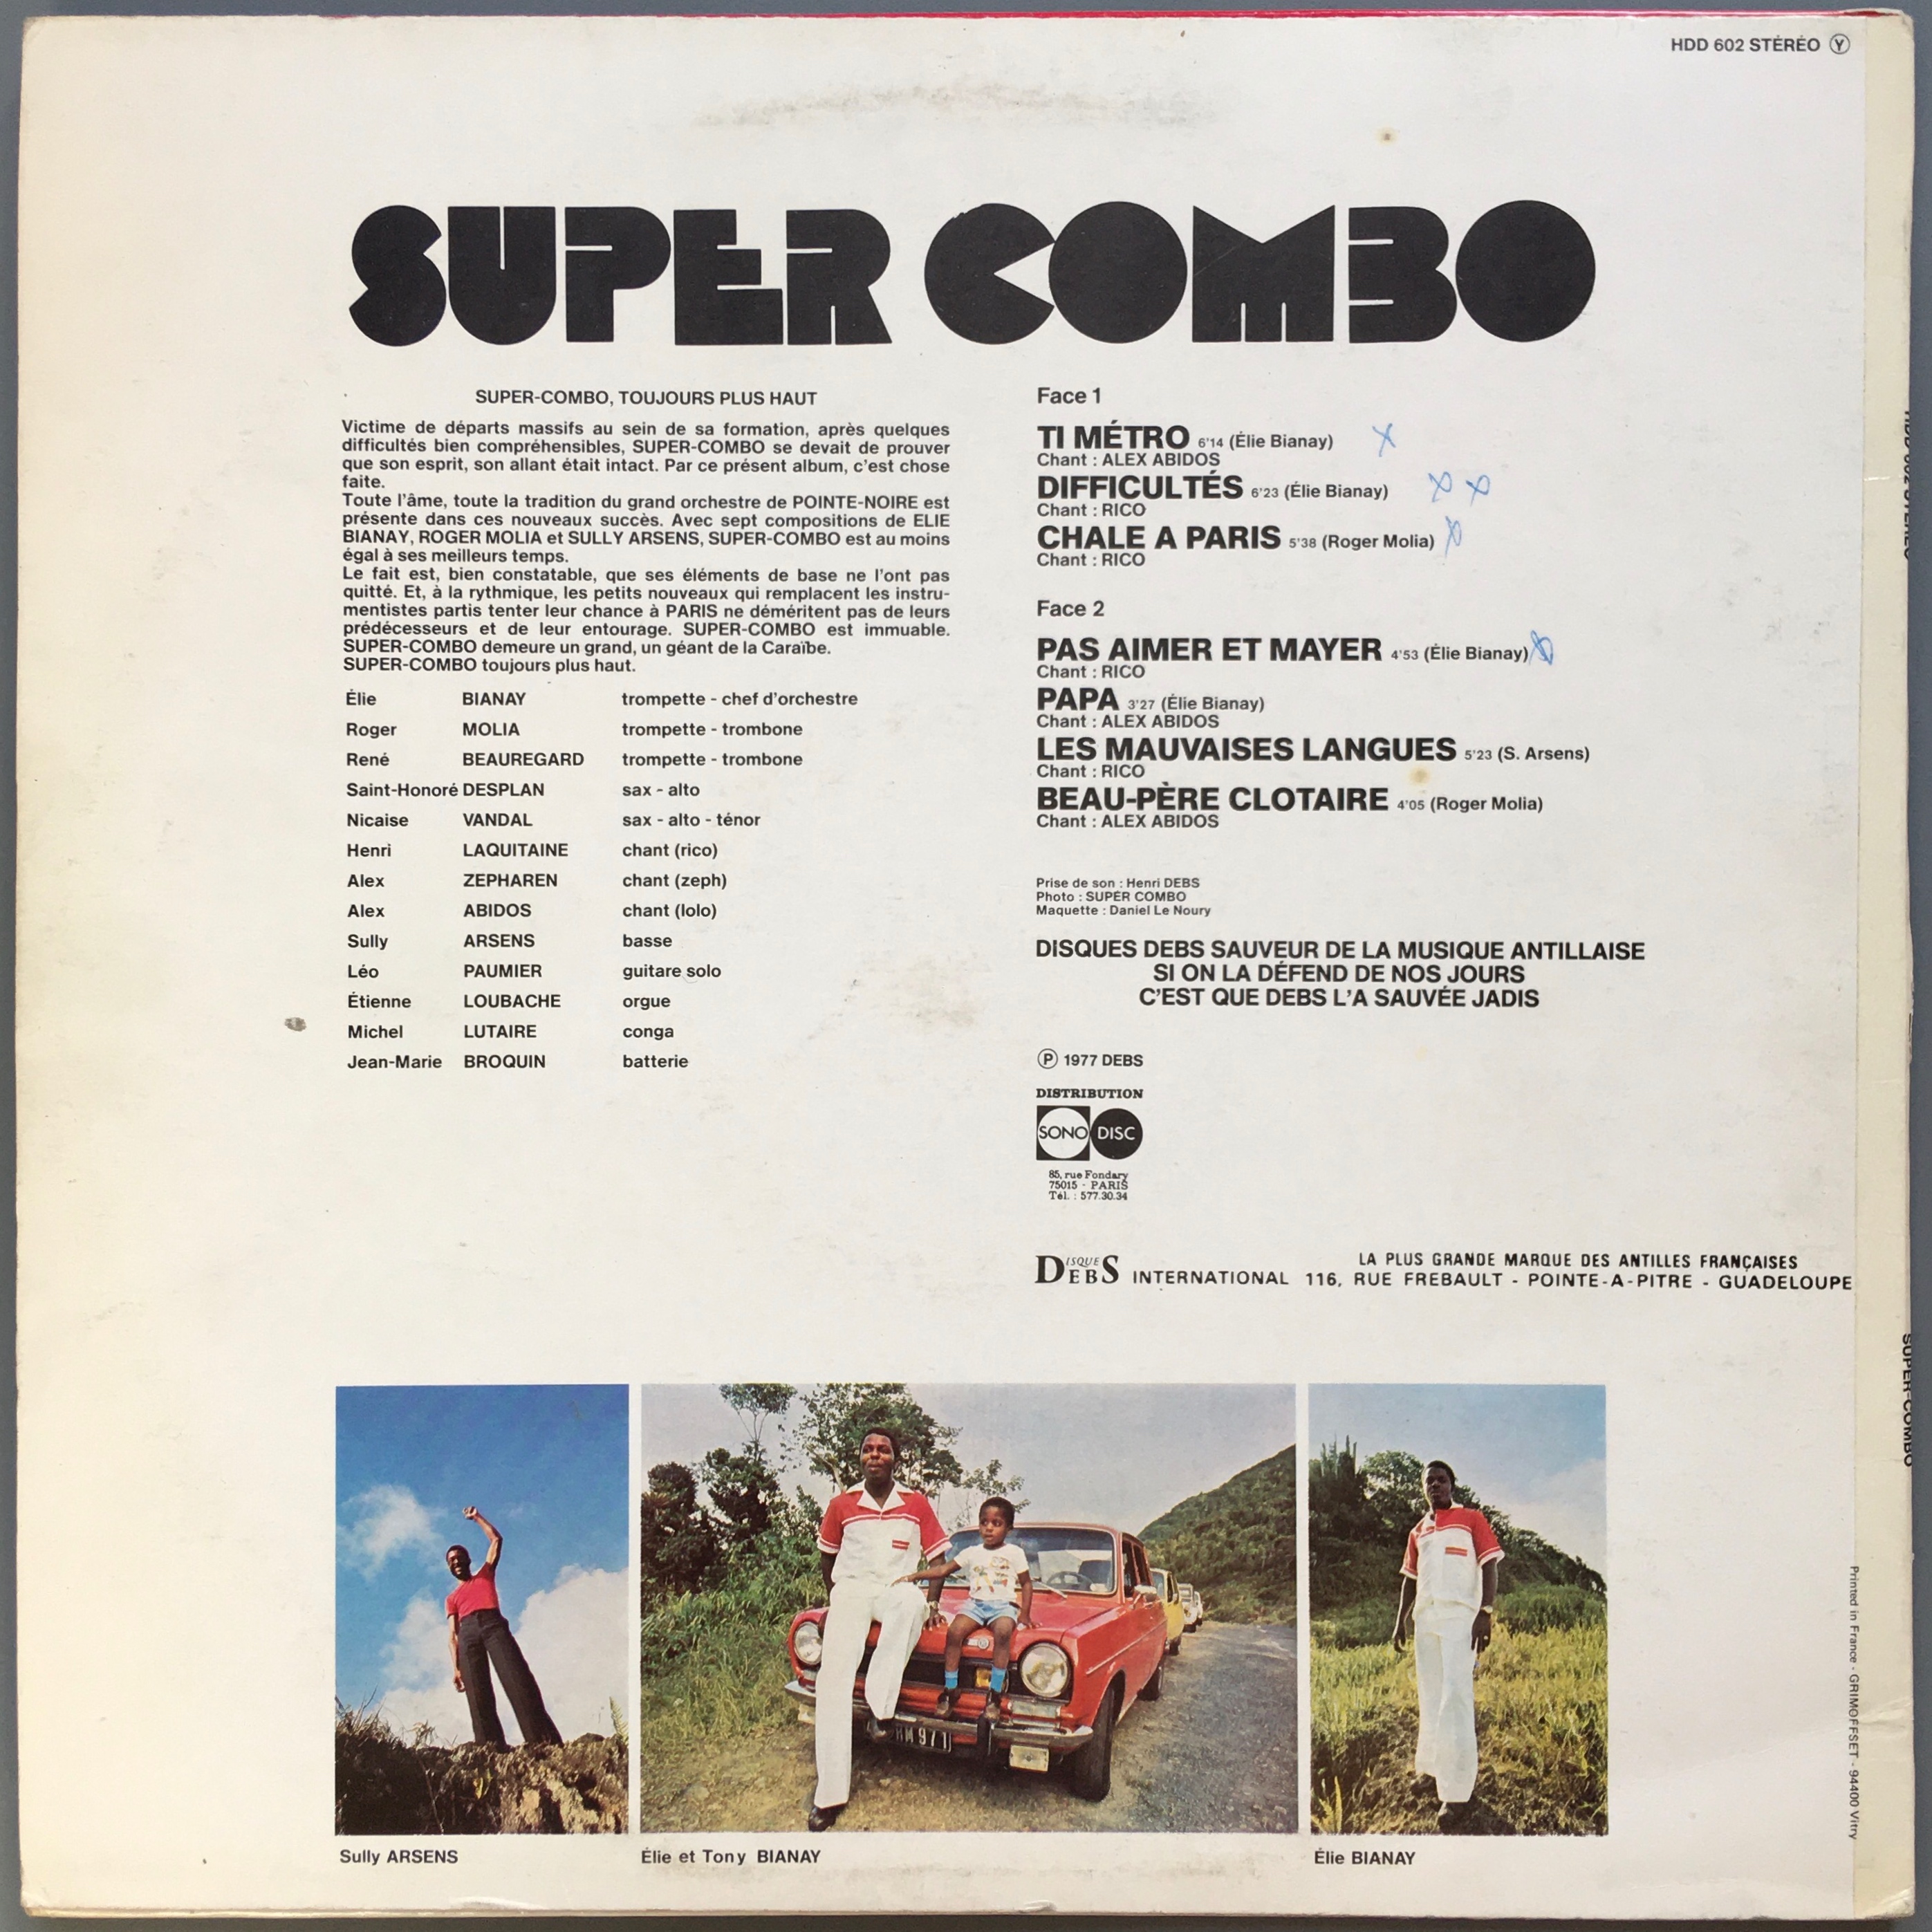 HDD 602 STÉRÉO Ⓨ
SUPER COMBO
SUPER-COMBO, TOUJOURS PLUS HAUT
Victime de départs massifs au sein de sa formation, après quelques
difficultés bien compréhensibles, SUPER-COMBO se devait de prouver
que son esprit, son allant était intact. Par ce présent album, c'est chose
faite.
Toute l'âme, toute la tradition du grand orchestre de POINTE-NOIRE est
présente dans ces nouveaux succès. Avec sept compositions de ELIE
BIANAY, ROGER MOLIA et SULLY ARSENS, SUPER-COMBO est au moins
égal à ses meilleurs temps.
Le fait est, bien constatable, que ses éléments de base ne l'ont pas
quitté. Et, à la rythmique, les petits nouveaux qui remplacent les instru-
mentistes partis tenter leur chance à PARIS ne déméritent pas de leurs
prédécesseurs et de leur entourage. SUPER-COMBO est immuable.
SUPER-COMBO demeure un grand, un géant de la Caraïbe.
SUPER-COMBO toujours plus haut.
Élie BIANAY trompette - chef d'orchestre
Roger MOLIA trompette - trombone
René BEAUREGARD trompette - trombone
Saint-Honoré DESPLAN sax - alto
Nicaise VANDAL sax - alto - ténor
Henri LAQUITAINE chant (rico)
Alex ZEPHAREN chant (zeph)
Alex ABIDOS chant (lolo)
Sully ARSENS basse
Léo PAUMIER guitare solo
Étienne LOUBACHE orgue
Michel LUTAIRE conga
Jean-Marie BROQUIN batterie
Face 1
TI MÉTRO 6'14 (Élie Bianay) X
Chant : ALEX ABIDOS
DIFFICULTÉS 6'23 (Élie Bianay) X X
Chant : RICO
CHALE A PARIS 5'38 (Roger Molia) X
Chant : RICO
Face 2
PAS AIMER ET MAYER 4'53 (Élie Bianay)
Chant : RICO
PAPA 3'27 (Élie Bianay)
Chant : ALEX ABIDOS
LES MAUVAISES LANGUES 5'23 (S. Arsens)
Chant : RICO
BEAU-PÈRE CLOTAIRE 4'05 (Roger Molia)
Chant : ALEX ABIDOS
Prise de son : Henri DEBS
Photo : SUPER COMBO
Maquette : Daniel Le Noury
DISQUES DEBS SAUVEUR DE LA MUSIQUE ANTILLAISE
SI ON LA DÉFEND DE NOS JOURS
C'EST QUE DEBS L'A SAUVÉE JADIS
Ⓟ 1977 DEBS
DISTRIBUTION
SONO DISC
85, rue Fondary
75015 - PARIS
Tél. : 577.30.34
LA PLUS GRANDE MARQUE DES ANTILLES FRANÇAISES
DISQUES DEBS INTERNATIONAL 116, RUE FREBAULT - POINTE-A-PITRE - GUADELOUPE
HM 971
Sully ARSENS
Élie et Tony BIANAY
Élie BIANAY
Printed in France - GRIMOFFSET - 94400 Vitry
HDD 602 STÉRÉO
SUPER-COMBO